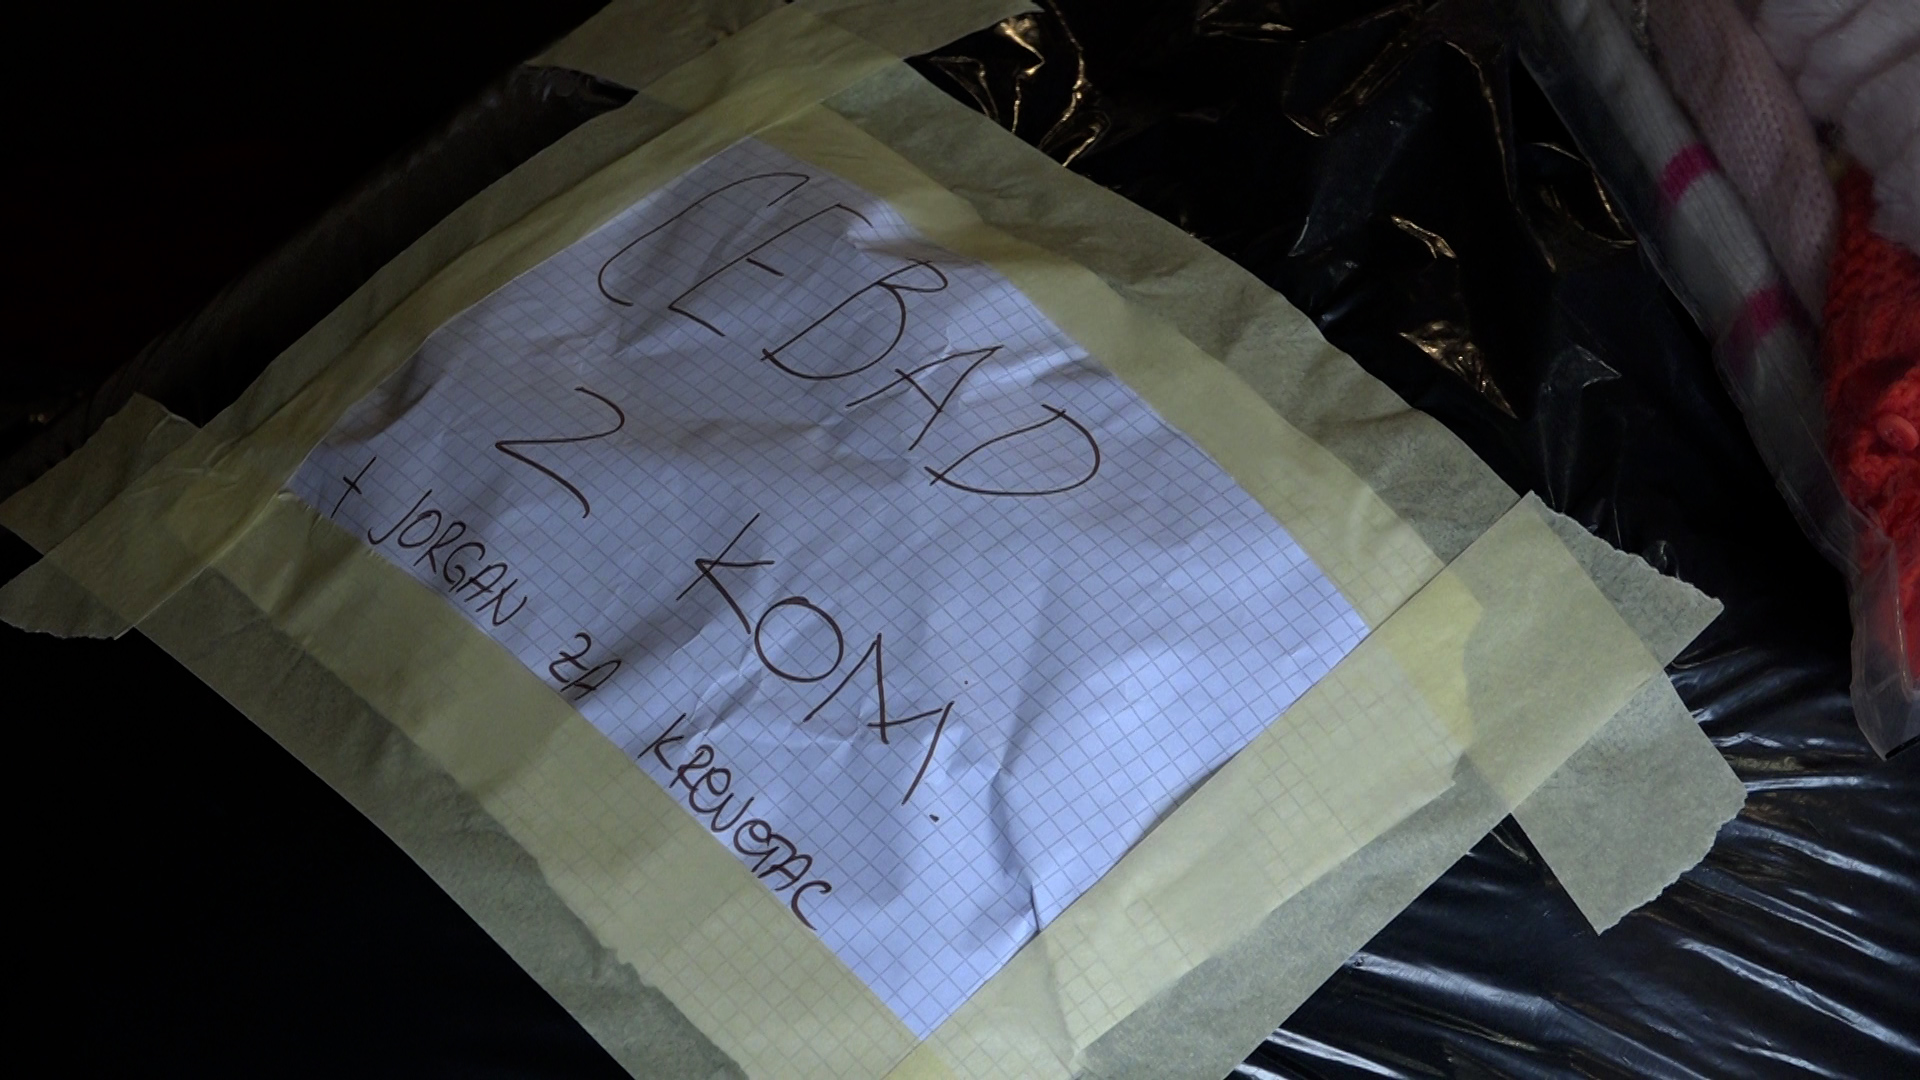 CEBAD
2 KOM.
+ JORGAN ZA KREVETAC